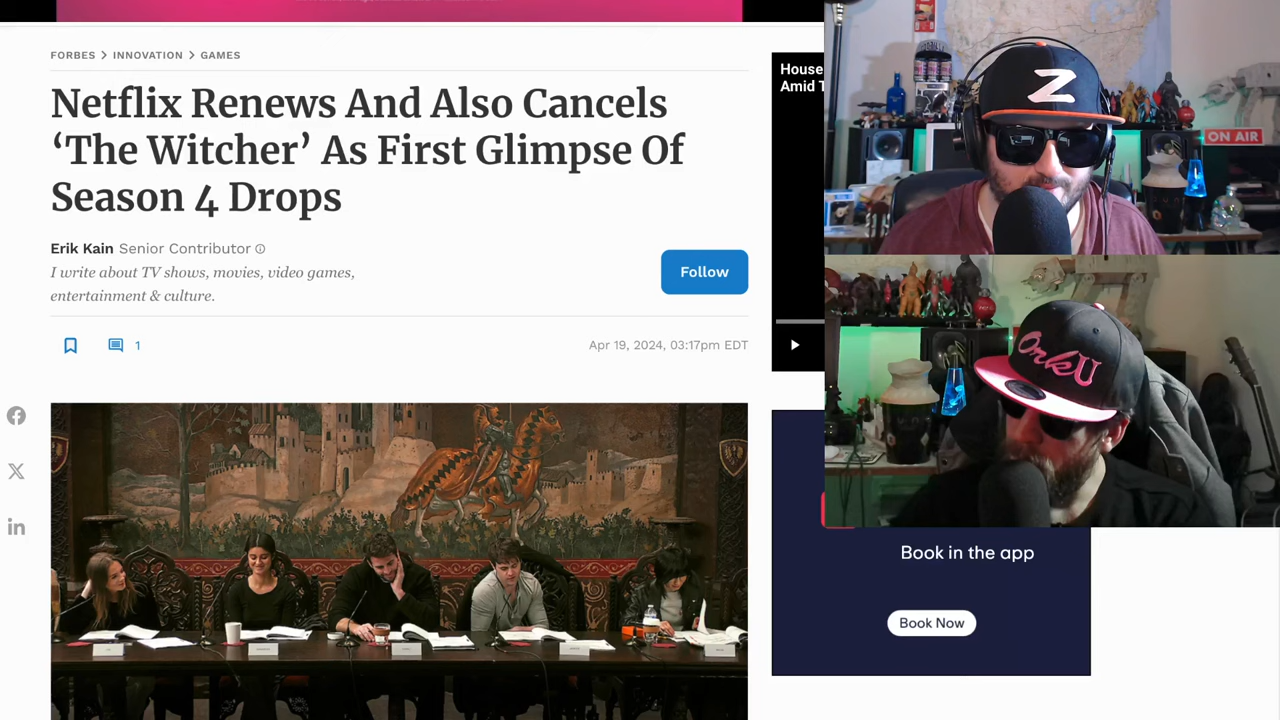 FORBES > INNOVATION > GAMES
Netflix Renews And Also Cancels
‘The Witcher’ As First Glimpse Of
Season 4 Drops
Erik Kain Senior Contributor
I write about TV shows, movies, video games,
entertainment & culture.
Follow
1
Apr 19, 2024, 03:17pm EDT
House
Amid T
Z
ON AIR
OrkU
Book in the app
Book Now